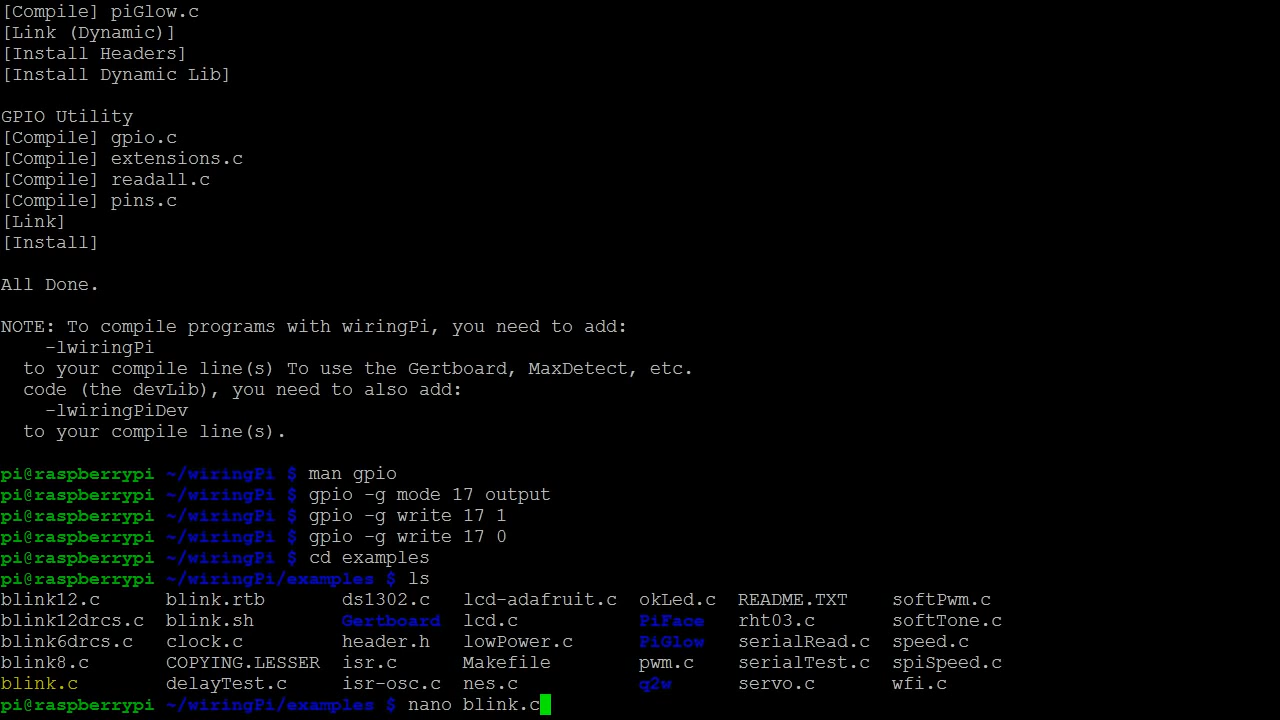 [Compile] piGlow.c
[Link (Dynamic)]
[Install Headers]
[Install Dynamic Lib]
GPIO Utility
[Compile] gpio.c
[Compile] extensions.c
[Compile] readall.c
[Compile] pins.c
[Link]
[Install]
All Done.
NOTE: To compile programs with wiringPi, you need to add:
-lwiringPi
to your compile line(s) To use the Gertboard, MaxDetect, etc.
code (the devLib), you need to also add:
-lwiringPiDev
to your compile line(s).
pi@raspberrypi ~/wiringPi $ man gpio
pi@raspberrypi ~/wiringPi $ gpio -g mode 17 output
pi@raspberrypi ~/wiringPi $ gpio -g write 17 1
pi@raspberrypi ~/wiringPi $ gpio -g write 17 0
pi@raspberrypi ~/wiringPi $ cd examples
pi@raspberrypi ~/wiringPi/examples $ ls
blink12.c blink.rtb ds1302.c lcd-adafruit.c okLed.c README.TXT softPwm.c
blink12drcs.c blink.sh Gertboard lcd.c PiFace rht03.c softTone.c
blink6drcs.c clock.c header.h lowPower.c PiGlow serialRead.c speed.c
blink8.c COPYING.LESSER isr.c Makefile pwm.c serialTest.c spiSpeed.c
blink.c delayTest.c isr-osc.c nes.c q2w servo.c wfi.c
pi@raspberrypi ~/wiringPi/examples $ nano blink.c